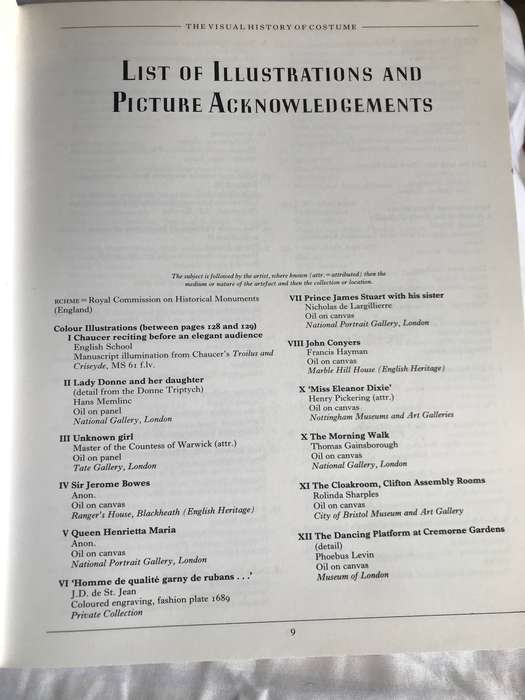 THE VISUAL HISTORY OF COSTUME
LIST OF ILLUSTRATIONS AND
PICTURE ACKNOWLEDGEMENTS
The subject is followed by the artist, where known (attr. = attributed) then the
medium or nature of the artefact and then the collection or location.
RCHME = Royal Commission on Historical Monuments
(England)
Colour Illustrations (between pages 128 and 129)
I Chaucer reciting before an elegant audience
English School
Manuscript illumination from Chaucer's Troilus and
Criseyde, MS 61 f.lv.
II Lady Donne and her daughter
(detail from the Donne Triptych)
Hans Memlinc
Oil on panel
National Gallery, London
III Unknown girl
Master of the Countess of Warwick (attr.)
Oil on panel
Tate Gallery, London
IV Sir Jerome Bowes
Anon.
Oil on canvas
Ranger's House, Blackheath (English Heritage)
V Queen Henrietta Maria
Anon.
Oil on canvas
National Portrait Gallery, London
VI 'Homme de qualité garny de rubans . . .'
J.D. de St. Jean
Coloured engraving, fashion plate 1689
Private Collection
VII Prince James Stuart with his sister
Nicholas de Largillierre
Oil on canvas
National Portrait Gallery, London
VIII John Conyers
Francis Hayman
Oil on canvas
Marble Hill House (English Heritage)
X 'Miss Eleanor Dixie'
Henry Pickering (attr.)
Oil on canvas
Nottingham Museums and Art Galleries
X The Morning Walk
Thomas Gainsborough
Oil on canvas
National Gallery, London
XI The Cloakroom, Clifton Assembly Rooms
Rolinda Sharples
Oil on canvas
City of Bristol Museum and Art Gallery
XII The Dancing Platform at Cremorne Gardens
(detail)
Phoebus Levin
Oil on canvas
Museum of London
9